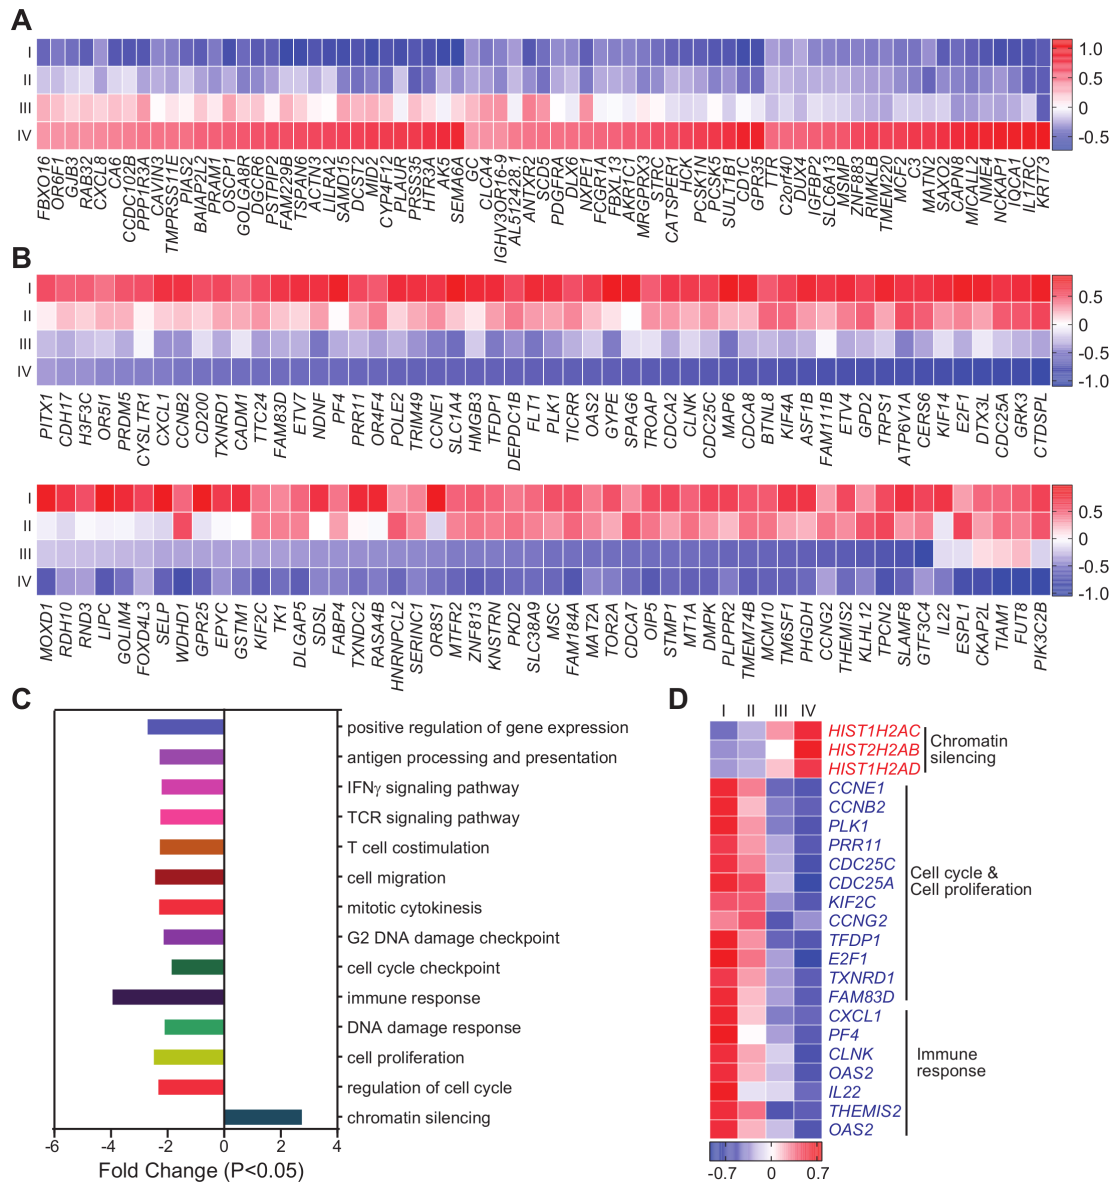 A
I
II
III
IV
1.0
0.5
0
-0.5
FBXO16
OR6F1
GJB3
RAB32
CXCL8
CA6
CCDC102B
PPP1R3A
CAVIN3
TMPRSS11E
PIAS2
BAIAP2L2
PRAM1
OSCP1
GOLGA8R
DGCR6
PSTPIP2
FAM229B
TSPAN6
ACTN3
LILRA2
SAMD15
DCST2
MID2
CYP4F12
PLAUR
PRSS35
HTR3A
AK5
SEMA6A
GC
CLCA4
IGHV3OR16-9
AL512428.1
ANTXR2
SCD5
PDGFRA
DLX6
NXPE1
FCGR1A
FBXL13
AKR1C1
MRGPRX3
STRC
CATSPER1
HCK
PCSK1N
PCSK5
SULT1B1
CD1C
GPR35
TTR
C2orf40
DUX4
IGFBP2
SLC6A13
MSMP
ZNF883
RIMKLB
TMEM220
MCF2
C3
MATN2
SAXO2
CAPN8
MICALL2
NME4
NCKAP1
IQCA1
IL17RC
KRT73
B
I
II
III
IV
0.5
0
-0.5
-1.0
PITX1
CDH17
H3F3C
OR5I1
PRDM5
CYSLTR1
CXCL1
CCNB2
CD200
TXNRD1
CADM1
TTC24
FAM83D
ETV7
NDNF
PF4
PRR11
OR4F4
POLE2
TRIM49
CCNE1
SLC1A4
HMGB3
TFDP1
DEPDC1B
FLT1
PLK1
TICRR
OAS2
GYPE
SPAG6
TROAP
CDCA2
CLNK
CDC25C
MAP6
CDCA8
BTNL8
KIF4A
ASF1B
FAM111B
ETV4
GPD2
TRPS1
ATP6V1A
CERS6
KIF14
E2F1
DTX3L
CDC25A
GRK3
CTDSPL
I
II
III
IV
0.5
0
-0.5
-1.0
MOXD1
RDH10
RND3
LIPC
GOLIM4
FOXD4L3
SELP
WDHD1
GPR25
EPYC
GSTM1
KIF2C
TK1
DLGAP5
SDSL
FABP4
TXNDC2
RASA4B
HNRNPCL2
SERINC1
OR8S1
MTFR2
ZNF813
KNSTRN
PKD2
SLC38A9
MSC
FAM184A
MAT2A
TOR2A
CDCA7
OIP5
STMP1
MT1A
DMPK
PLPPR2
TMEM74B
MCM10
TM6SF1
PHGDH
CCNG2
THEMIS2
KLHL12
TPCN2
SLAMF8
GTF3C4
IL22
ESPL1
CKAP2L
TIAM1
FUT8
PIK3C2B
C
positive regulation of gene expression
antigen processing and presentation
IFNγ signaling pathway
TCR signaling pathway
T cell costimulation
cell migration
mitotic cytokinesis
G2 DNA damage checkpoint
cell cycle checkpoint
immune response
DNA damage response
cell proliferation
regulation of cell cycle
chromatin silencing
-6 -4 -2 0 2 4
Fold Change (P<0.05)
D
I II III IV
HIST1H2AC
HIST2H2AB
HIST1H2AD
Chromatin
silencing
CCNE1
CCNB2
PLK1
PRR11
CDC25C
CDC25A
KIF2C
CCNG2
TFDP1
E2F1
TXNRD1
FAM83D
Cell cycle &
Cell proliferation
CXCL1
PF4
CLNK
OAS2
IL22
THEMIS2
OAS2
Immune
response
-0.7 0 0.7